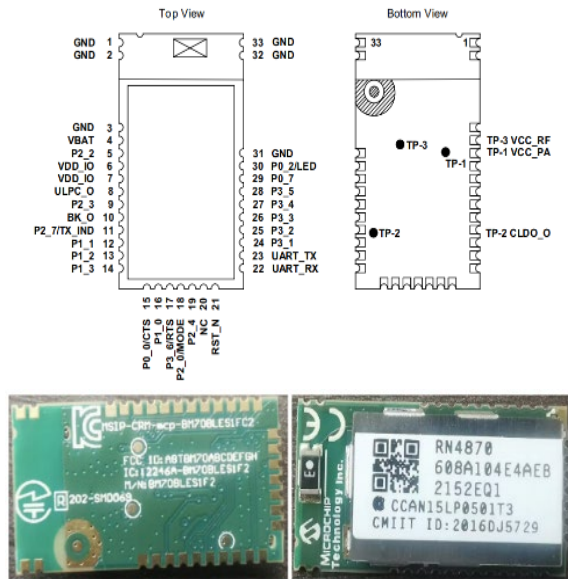 Top View
Bottom View
GND 1
GND 2
33 GND
32 GND
33
1
GND 3
VBAT 4
P2_2 5
VDD_IO 6
VDD_IO 7
ULPC_O 8
P2_3 9
BK_O 10
P2_7/TX_IND 11
P1_1 12
P1_2 13
P1_3 14
31 GND
30 P0_2/LED
29 P0_7
28 P3_5
27 P3_4
26 P3_3
25 P3_2
24 P3_1
23 UART_TX
22 UART_RX
P0_0/CTS 15
P1_0 16
P3_6/RTS 17
P2_0/MODE 18
P2_4 19
NC 20
RST_N 21
TP-3
TP-1
TP-2
TP-3 VCC_RF
TP-1 VCC_PA
TP-2 CLDO_O
MSIP-CRM-mcp-BM70BLES1FC2
FCC ID:A8TBM70ABCDEFGH
IC:12246A-BM70BLES1F2
M/N:BM70BLES1F2
R 202-SMD069
CE
MICROCHIP
Technology Inc.
RN4870
608A104E4AEB
2152EQ1
CCAN15LP0501T3
CMIIT ID:2016DJ5729